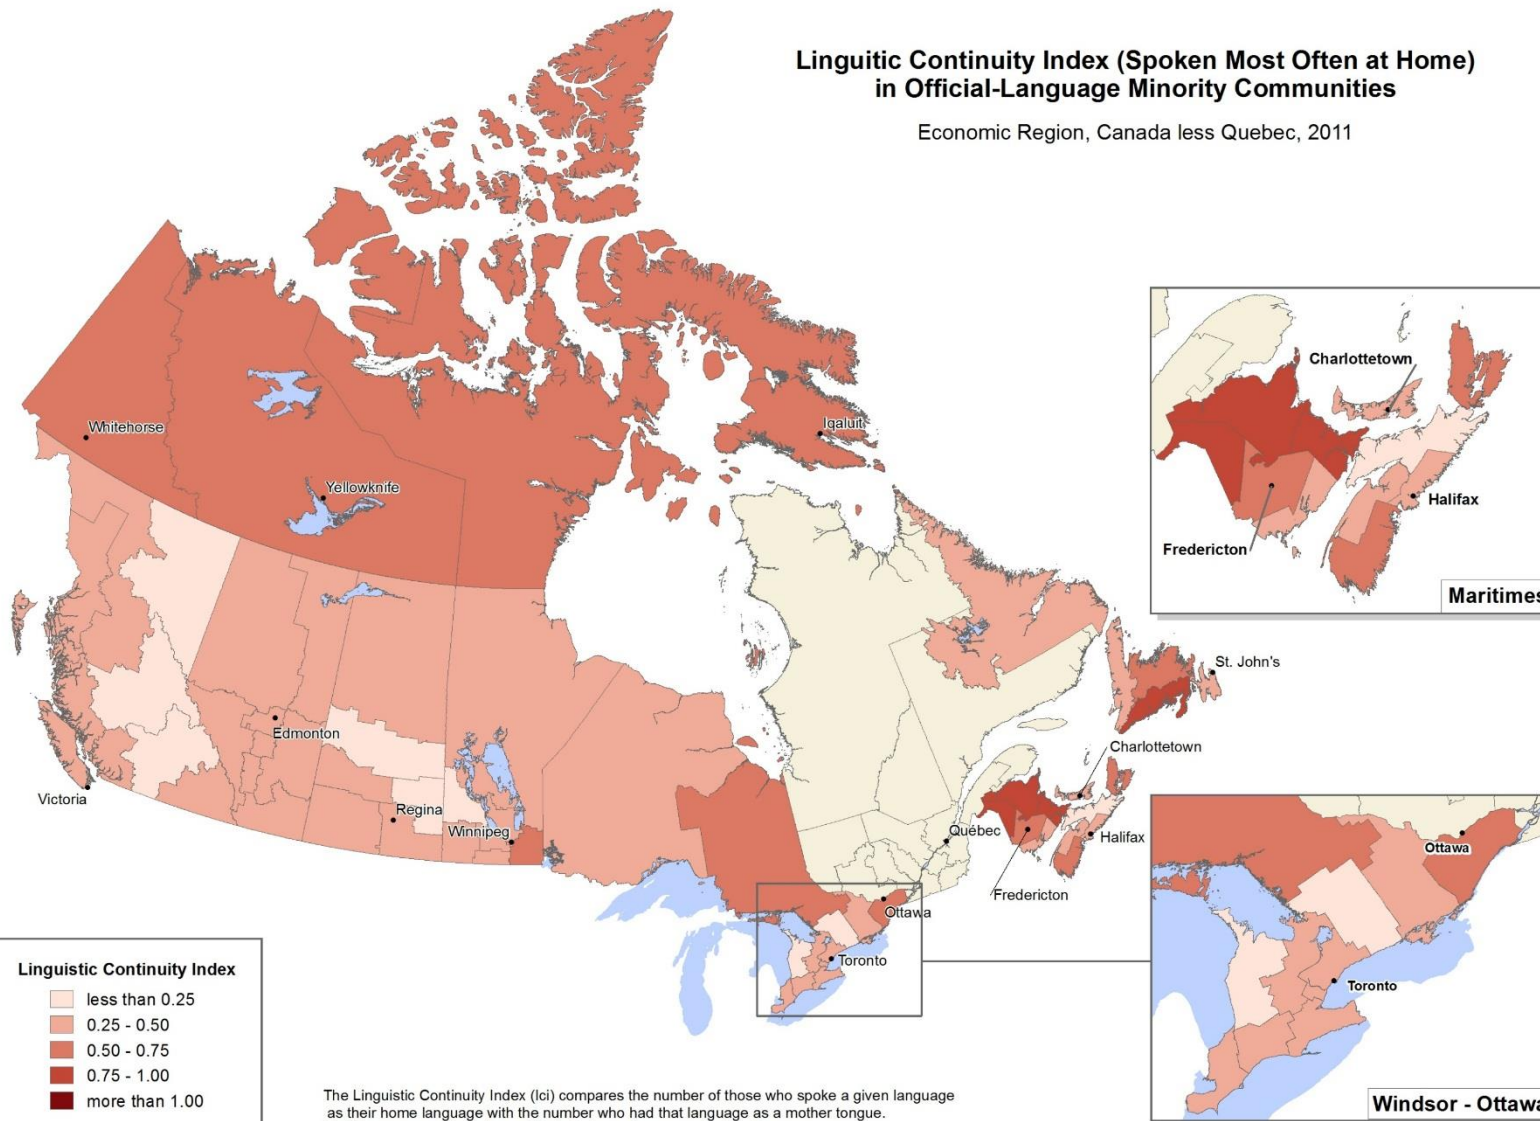 Linguitic Continuity Index (Spoken Most Often at Home)
in Official-Language Minority Communities
Economic Region, Canada less Quebec, 2011
Whitehorse
Yellowknife
Iqaluit
Edmonton
Victoria
Regina
Winnipeg
Ottawa
Toronto
Québec
Fredericton
Halifax
Charlottetown
St. John's
Charlottetown
Halifax
Fredericton
Maritimes
Ottawa
Toronto
Windsor - Ottawa
Linguistic Continuity Index
less than 0.25
0.25 - 0.50
0.50 - 0.75
0.75 - 1.00
more than 1.00
The Linguistic Continuity Index (lci) compares the number of those who spoke a given language
as their home language with the number who had that language as a mother tongue.